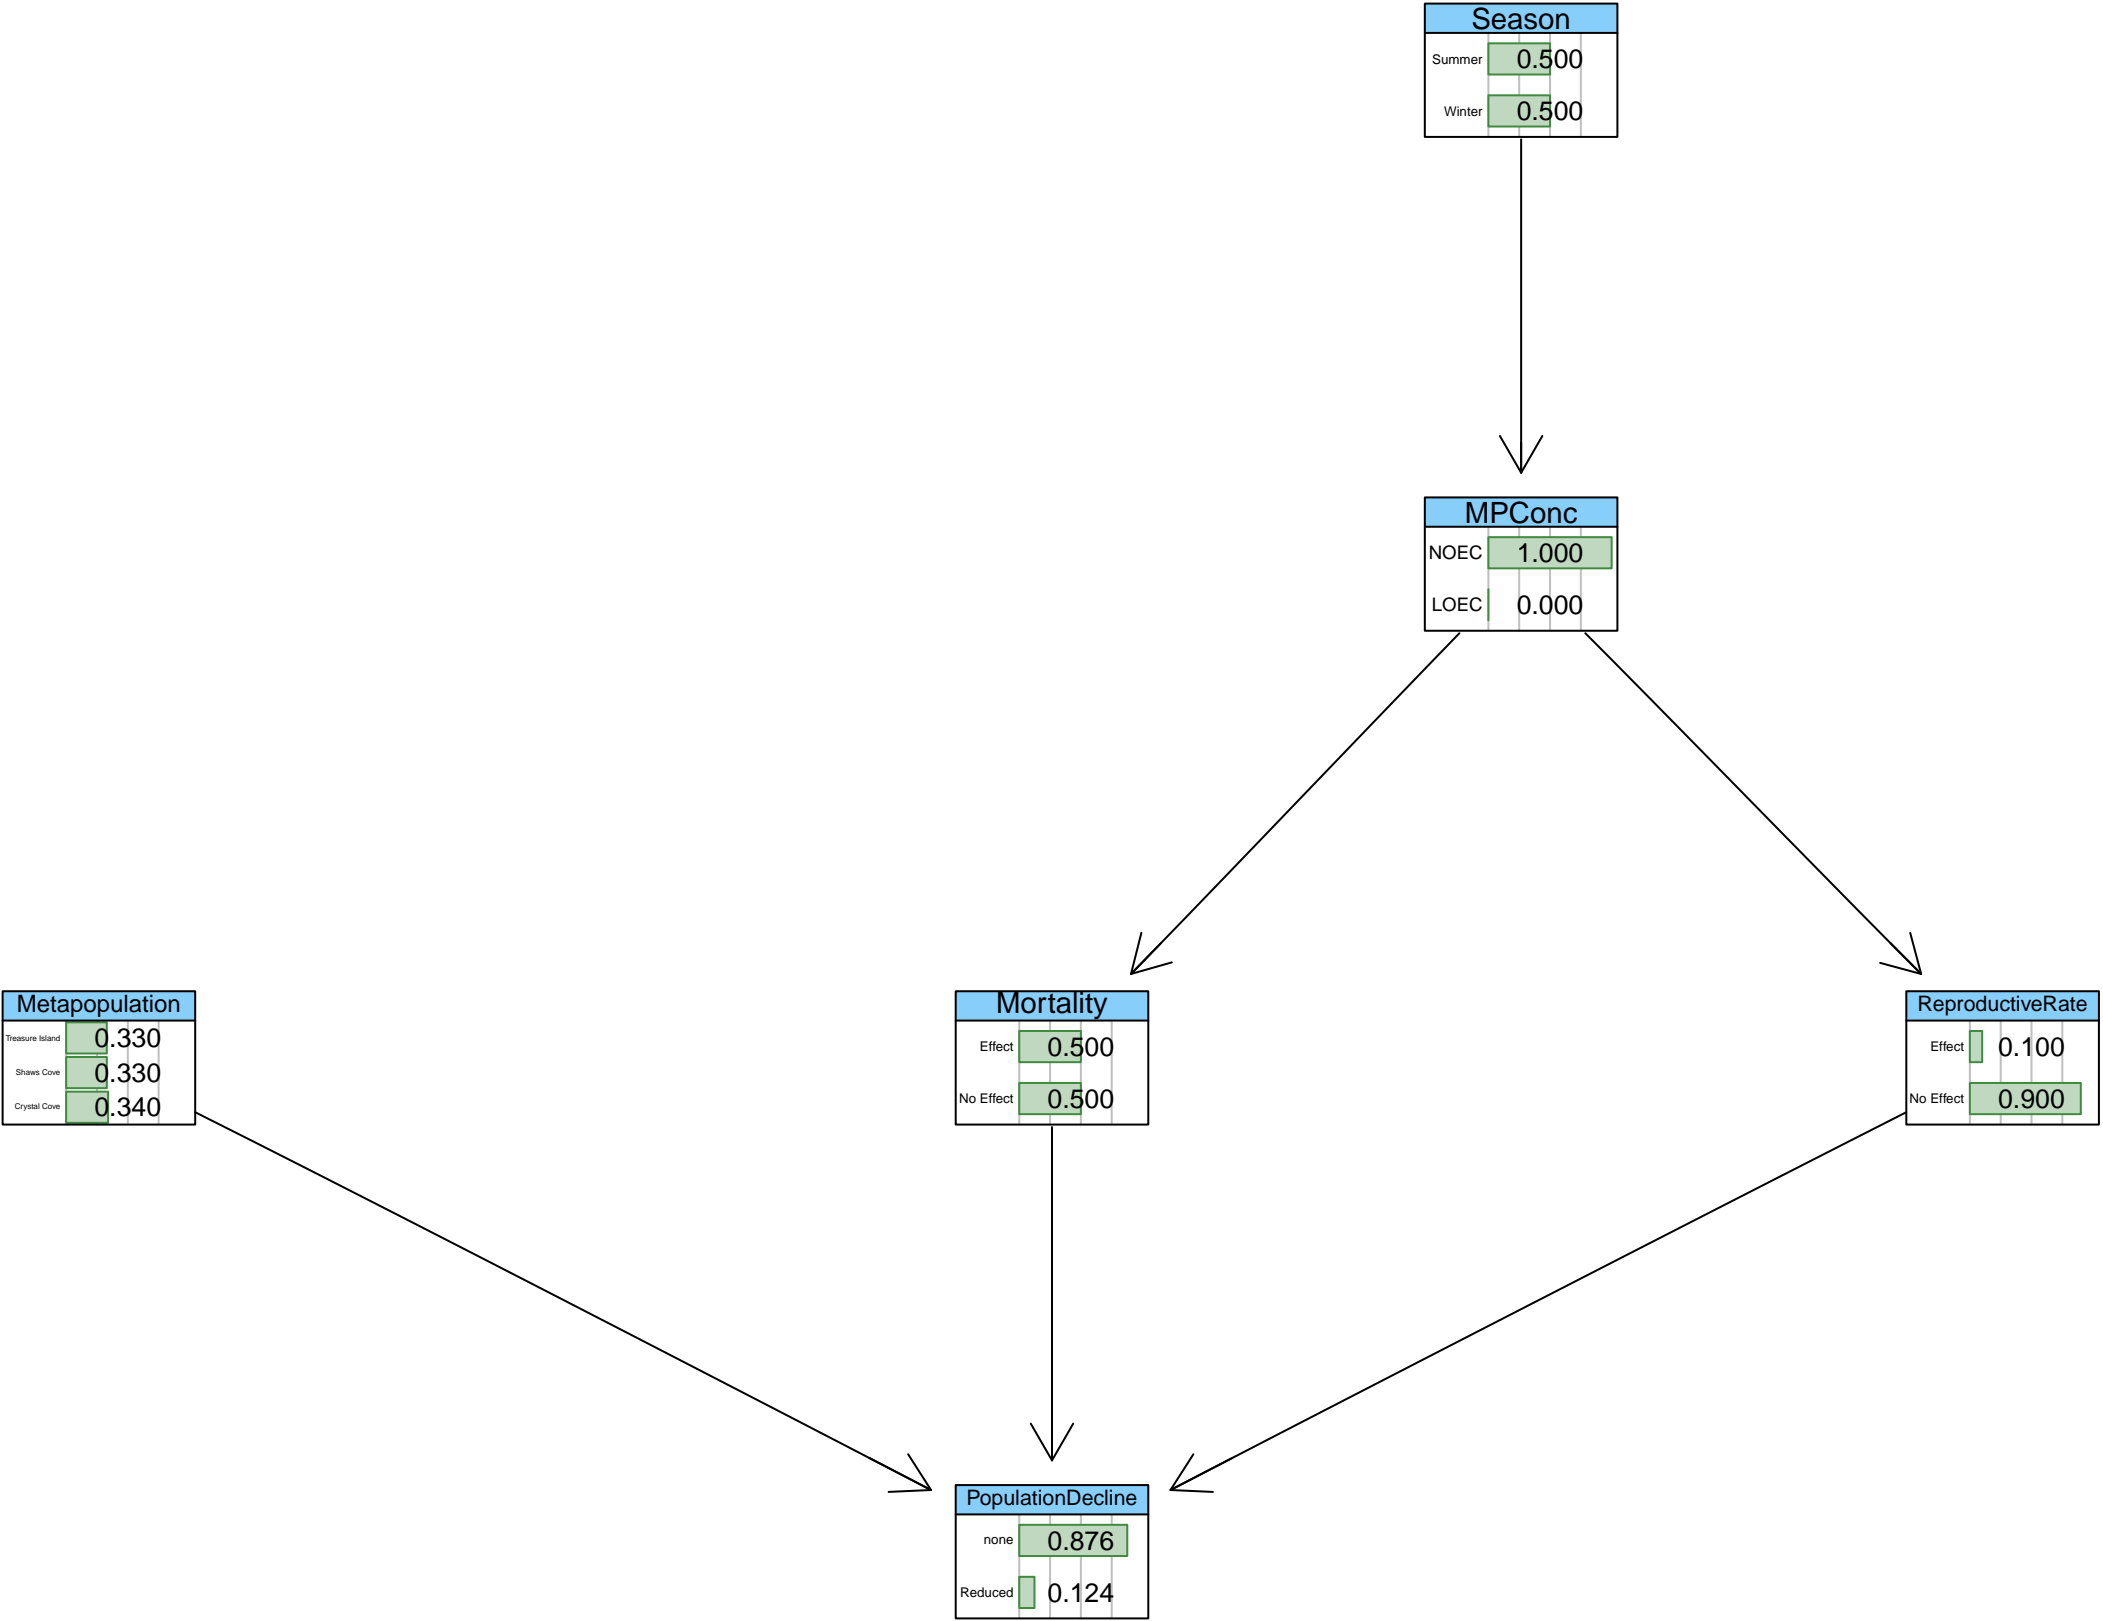 Season
Summer 0.500
Winter 0.500
MPConc
NOEC 1.000
LOEC 0.000
Metapopulation
Treasure Island 0.330
Shaws Cove 0.330
Crystal Cove 0.340
Mortality
Effect 0.500
No Effect 0.500
ReproductiveRate
Effect 0.100
No Effect 0.900
PopulationDecline
none 0.876
Reduced 0.124